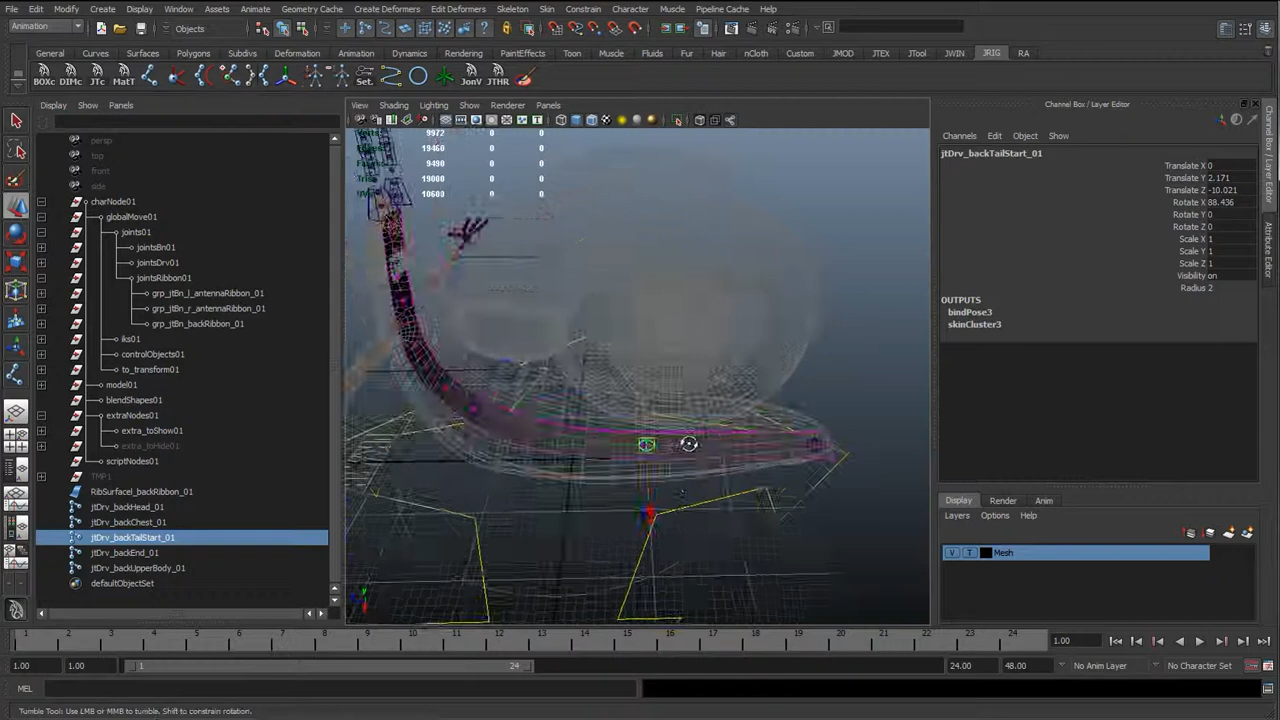 File Edit Modify Create Display Window Assets Animate Geometry Cache Create Deformers Edit Deformers Skeleton Skin Constraint Character Muscle Pipeline Cache Help
Animation Objects
General Curves Surfaces Polygons Subdivs Deformation Animation Dynamics Rendering PaintEffects Toon Muscle Fluids Fur Hair nCloth Custom JMOD JTEX JTool JWIN JRIG RA
BOXc DIMc JTc MatT Set. JonV JTHR
Display Show Panels
View Shading Lighting Show Renderer Panels
Channel Box / Layer Editor
Channels Edit Object Show
9972 0 0
19460 0 0
9490 0 0
19000 0 0
10600 0 0
persp
top
front
side
charNode01
globalMove01
joints01
jointsBn01
jointsDrv01
jointsRibbon01
grp_jtBn_l_antennaRibbon_01
grp_jtBn_r_antennaRibbon_01
grp_jtBn_backRibbon_01
iks01
controlObjects01
to_transform01
model01
blendShapes01
extraNodes01
extra_toShow01
extra_toHide01
scriptNodes01
TMP1
RibSurfaceI_backRibbon_01
jtDrv_backHead_01
jtDrv_backChest_01
jtDrv_backTailStart_01
jtDrv_backEnd_01
jtDrv_backUpperBody_01
defaultObjectSet
jtDrv_backTailStart_01
Translate X 0
Translate Y 2.171
Translate Z -10.021
Rotate X 88.436
Rotate Y 0
Rotate Z 0
Scale X 1
Scale Y 1
Scale Z 1
Visibility on
Radius 2
OUTPUTS
bindPose3
skinCluster3
Channel Box / Layer Editor
Attribute Editor
Display Render Anim
Layers Options Help
V T Mesh
1 2 3 4 5 6 7 8 9 10 11 12 13 14 15 16 17 18 19 20 21 22 23 24 1.00
1.00 1.00 1 24 24.00 48.00 No Anim Layer No Character Set
MEL
Tumble Tool: Use LMB or MMB to tumble. Shift to constrain rotation.